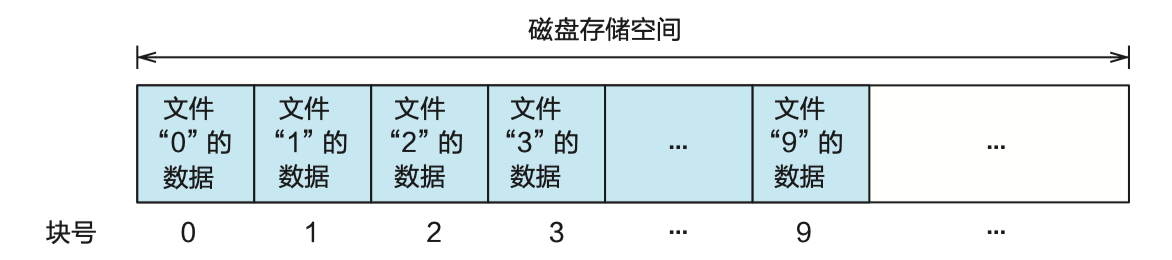 磁盘存储空间
文件 文件 文件 文件 文件
“0” 的 “1” 的 “2” 的 “3” 的 ... “9” 的 ...
数据 数据 数据 数据 数据
块号 0 1 2 3 ... 9 ...